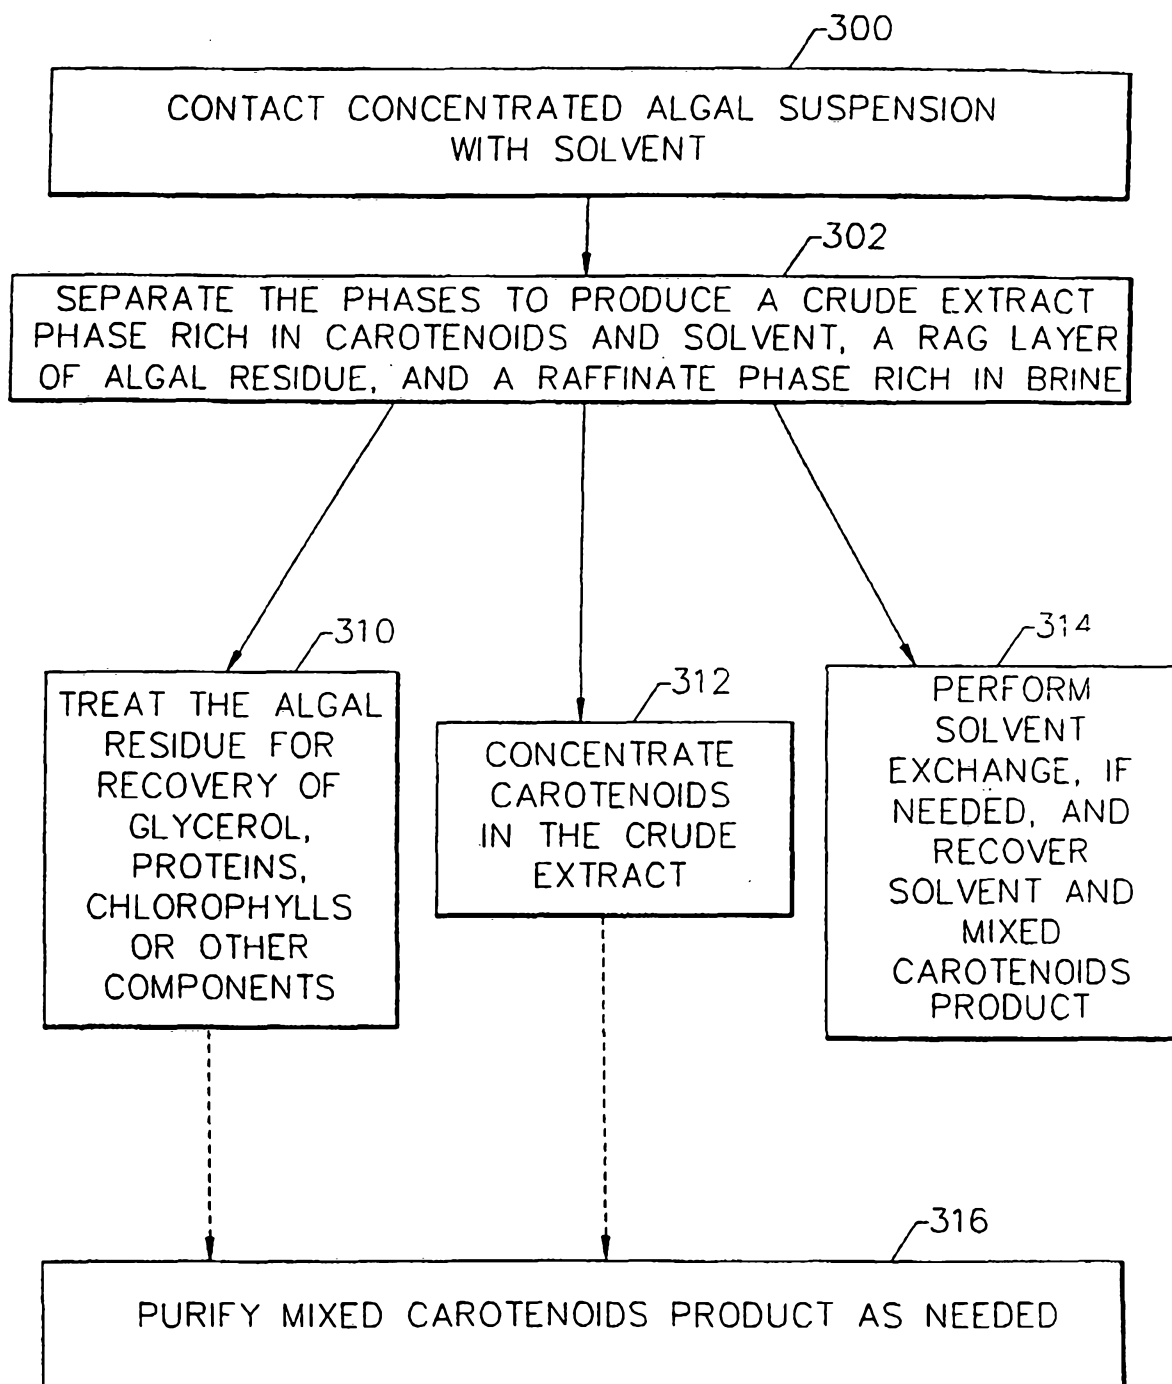 300
CONTACT CONCENTRATED ALGAL SUSPENSION
WITH SOLVENT
302
SEPARATE THE PHASES TO PRODUCE A CRUDE EXTRACT
PHASE RICH IN CAROTENOIDS AND SOLVENT, A RAG LAYER
OF ALGAL RESIDUE, AND A RAFFINATE PHASE RICH IN BRINE
310
TREAT THE ALGAL
RESIDUE FOR
RECOVERY OF
GLYCEROL,
PROTEINS,
CHLOROPHYLLS
OR OTHER
COMPONENTS
312
CONCENTRATE
CAROTENOIDS
IN THE CRUDE
EXTRACT
314
PERFORM
SOLVENT
EXCHANGE, IF
NEEDED, AND
RECOVER
SOLVENT AND
MIXED
CAROTENOIDS
PRODUCT
316
PURIFY MIXED CAROTENOIDS PRODUCT AS NEEDED